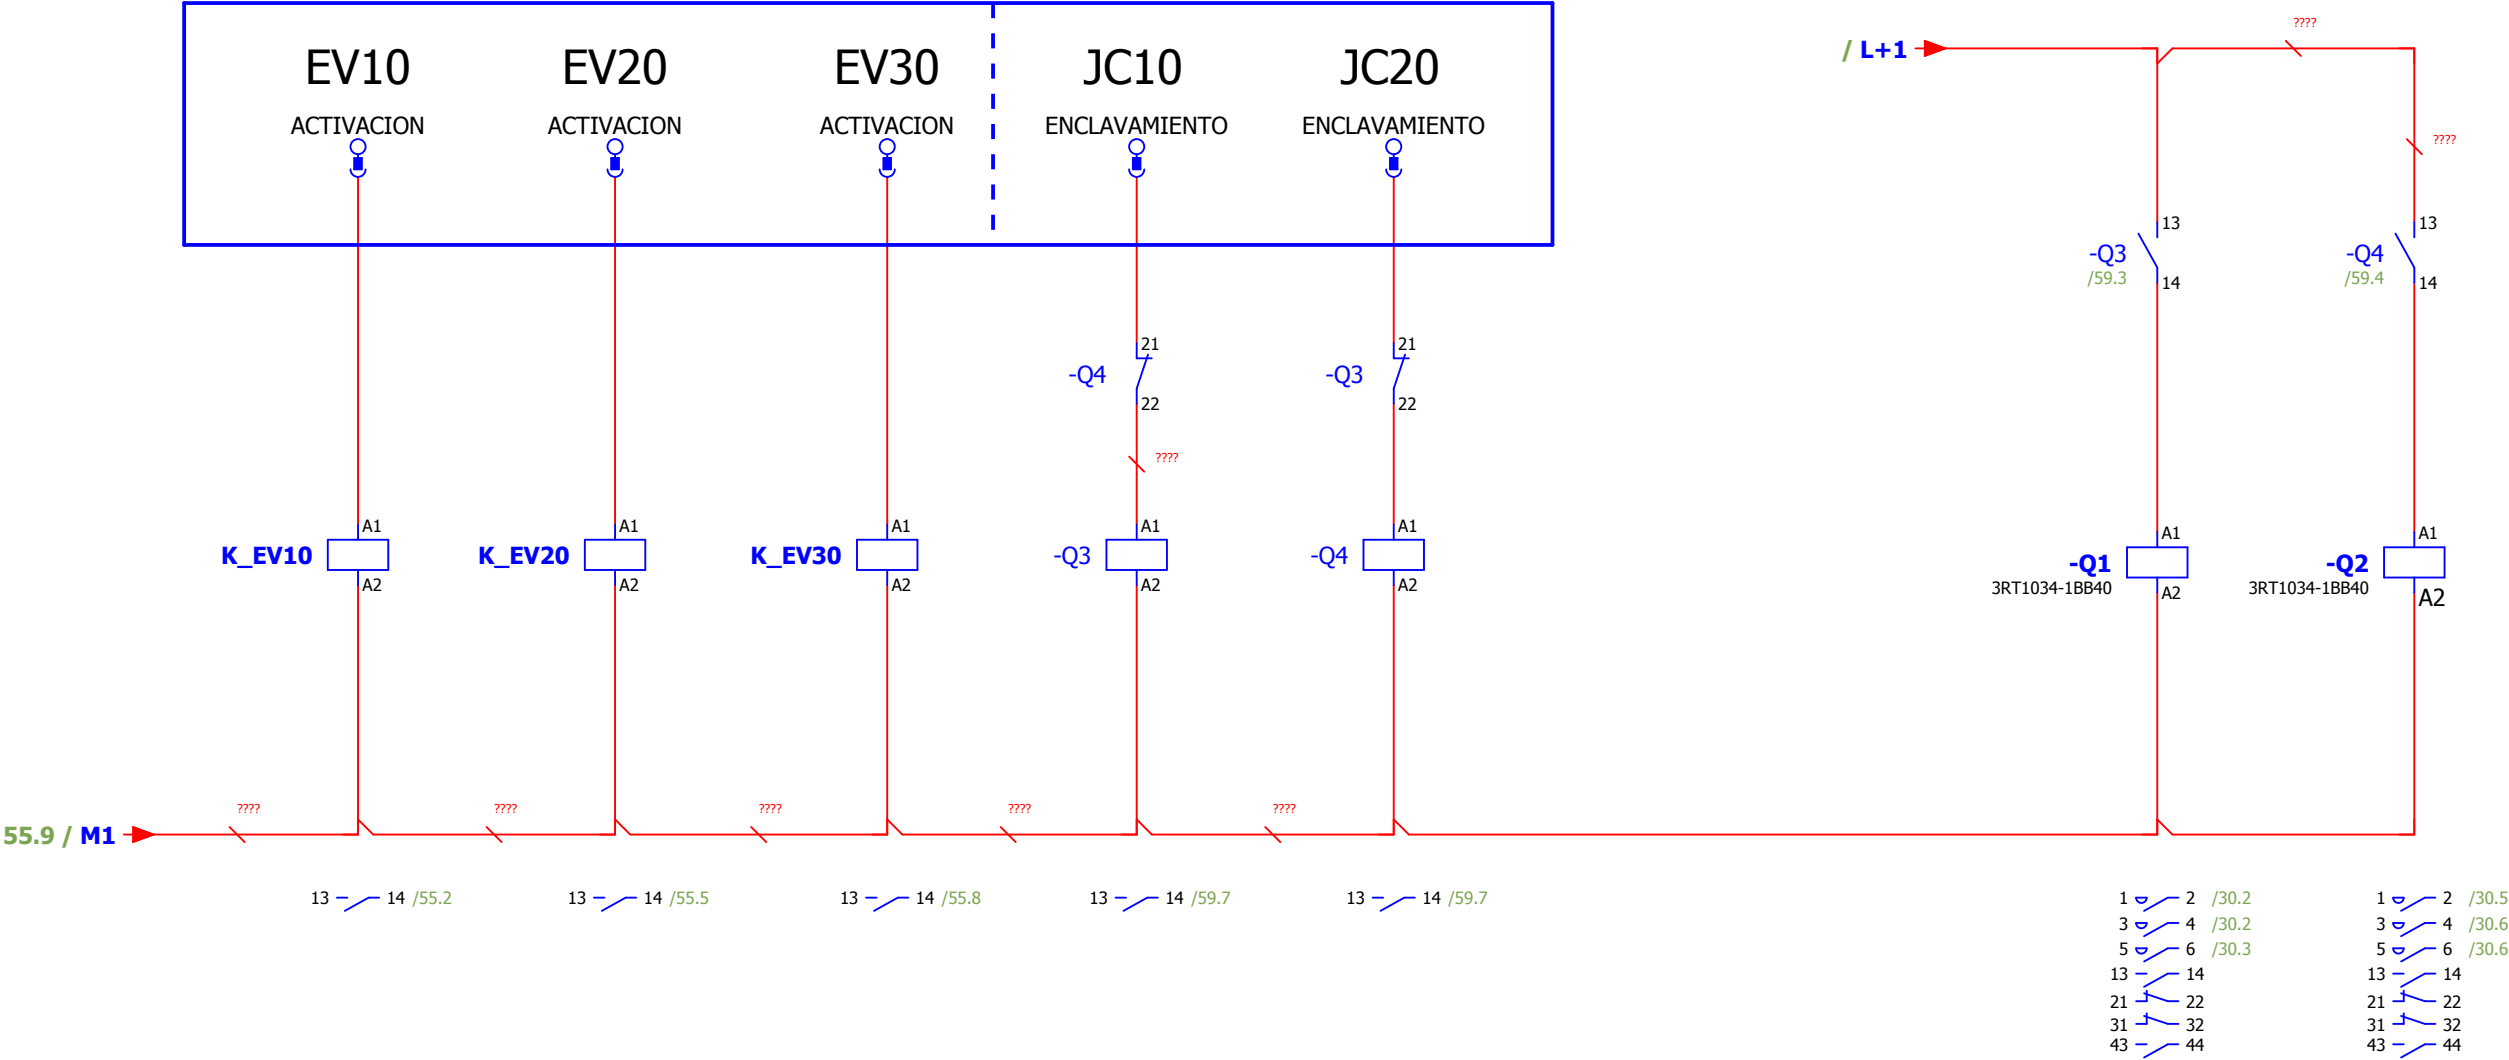 EV10 EV20 EV30 JC10 JC20
ACTIVACION ACTIVACION ACTIVACION ENCLAVAMIENTO ENCLAVAMIENTO
????
/ L+1
????
13 13
-Q3 -Q4
/59.3 /59.4
14 14
21 21
-Q4 -Q3
22 22
????
A1 A1 A1 A1 A1 A1 A1
K_EV10 K_EV20 K_EV30 -Q3 -Q4 -Q1 -Q2
A2 A2 A2 A2 A2 3RT1034-1BB40 A2 3RT1034-1BB40 A2
???? ???? ???? ???? ????
55.9 / M1
13 14 /55.2 13 14 /55.5 13 14 /55.8 13 14 /59.7 13 14 /59.7
1 2 /30.2 1 2 /30.5
3 4 /30.2 3 4 /30.6
5 6 /30.3 5 6 /30.6
13 14 13 14
21 22 21 22
31 32 31 32
43 44 43 44